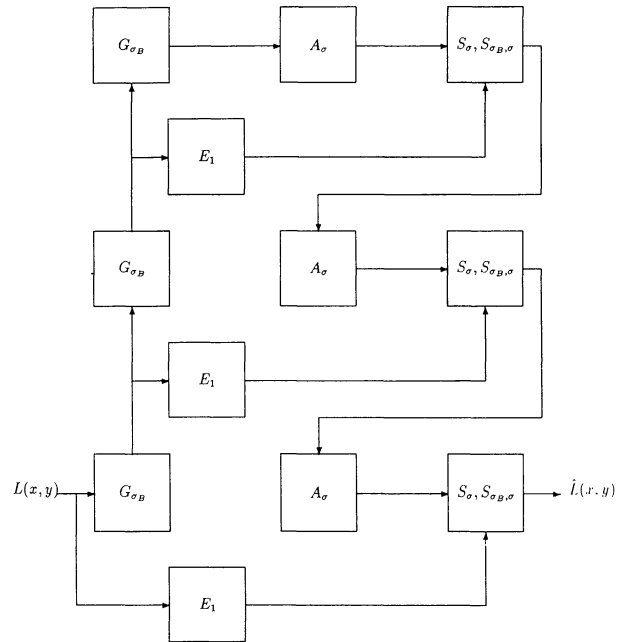 G_{σ_B} A_σ S_σ, S_{σ_B,σ}
E_1
G_{σ_B} A_σ S_σ, S_{σ_B,σ}
E_1
L(x, y) G_{σ_B} A_σ S_σ, S_{σ_B,σ} L̂(x, y)
E_1